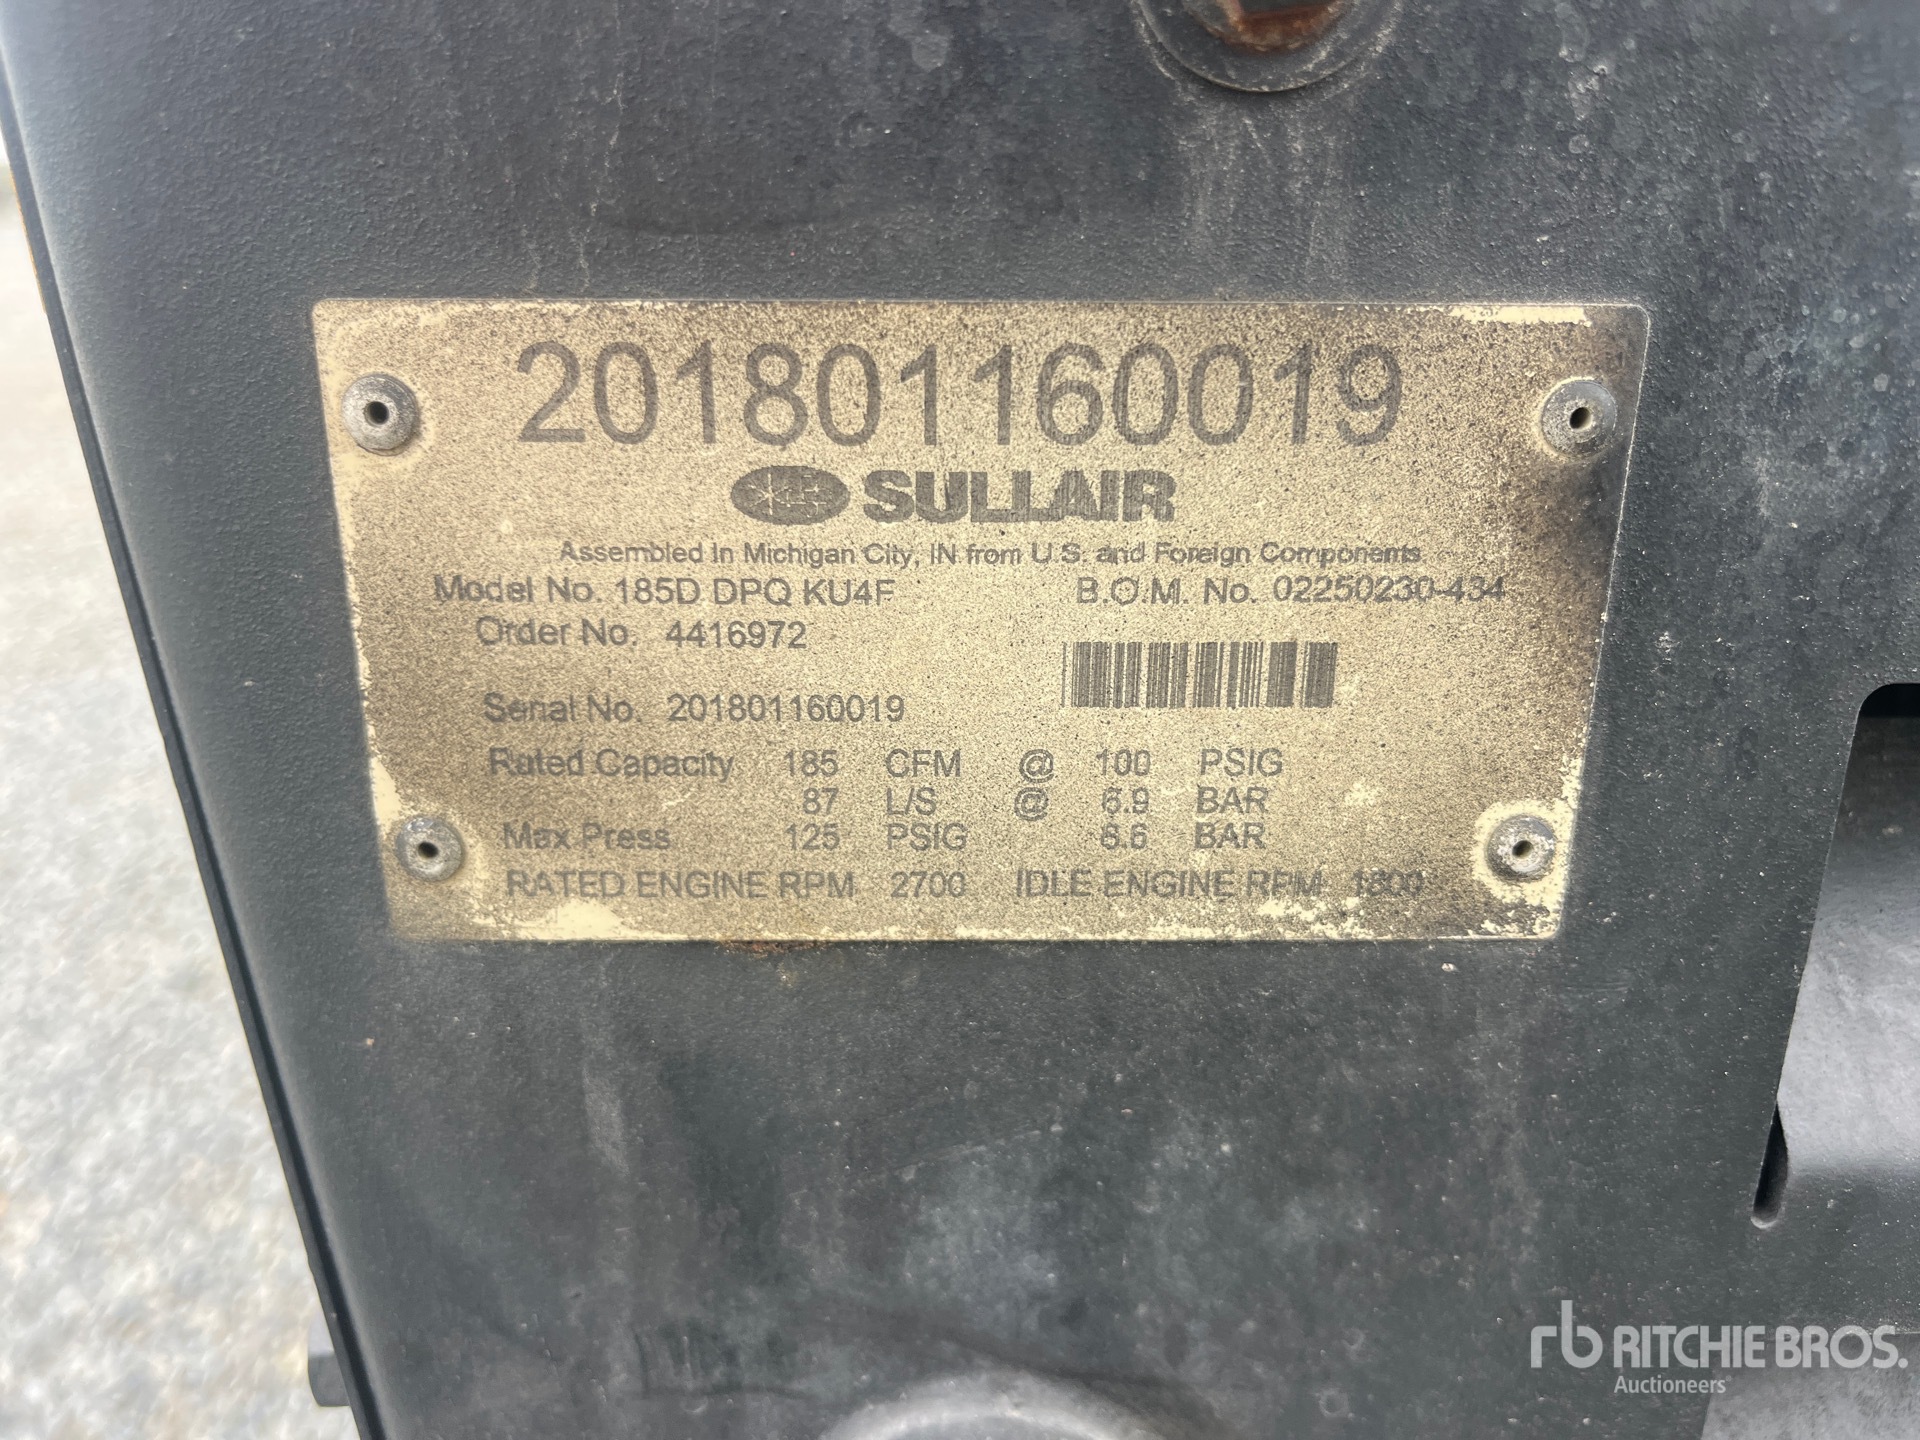 201801160019
SULLAIR
Assembled In Michigan City, IN from U.S. and Foreign Components
Model No. 185D DPQ KU4F B.O.M. No. 02250230-434
Order No. 4416972
Serial No. 201801160019
Rated Capacity 185 CFM @ 100 PSIG
87 L/S @ 6.9 BAR
Max Press 125 PSIG 8.6 BAR
RATED ENGINE RPM 2700 IDLE ENGINE RPM 1800
rb RITCHIE BROS.
Auctioneers